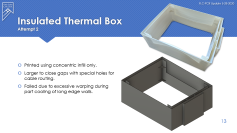 Insulated Thermal Box
Attempt 2
Printed using concentric infill only.
Larger to close gaps with special holes for
cable routing.
Failed due to excessive warping during
part cooling of long edge walls.
13